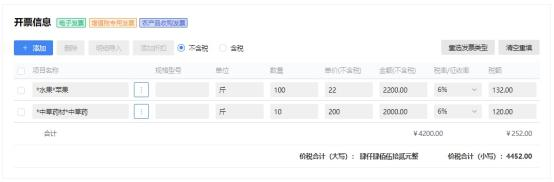 开票信息 电子发票 增值税专用发票 农产品收购发票
+ 添加 删除 明细导入 添加折扣 不含税 含税 重选发票类型 清空重填
项目名称 规格型号 单位 数量 单价(不含税) 金额(不含税) 税率/征收率 税额
*水果*苹果 斤 100 22 2200.00 6% 132.00
*中草药材*中草药 斤 10 200 2000.00 6% 120.00
合计 ¥4200.00 ¥252.00
价税合计（大写）： 肆仟肆佰伍拾贰元整 价税合计（小写）：4452.00